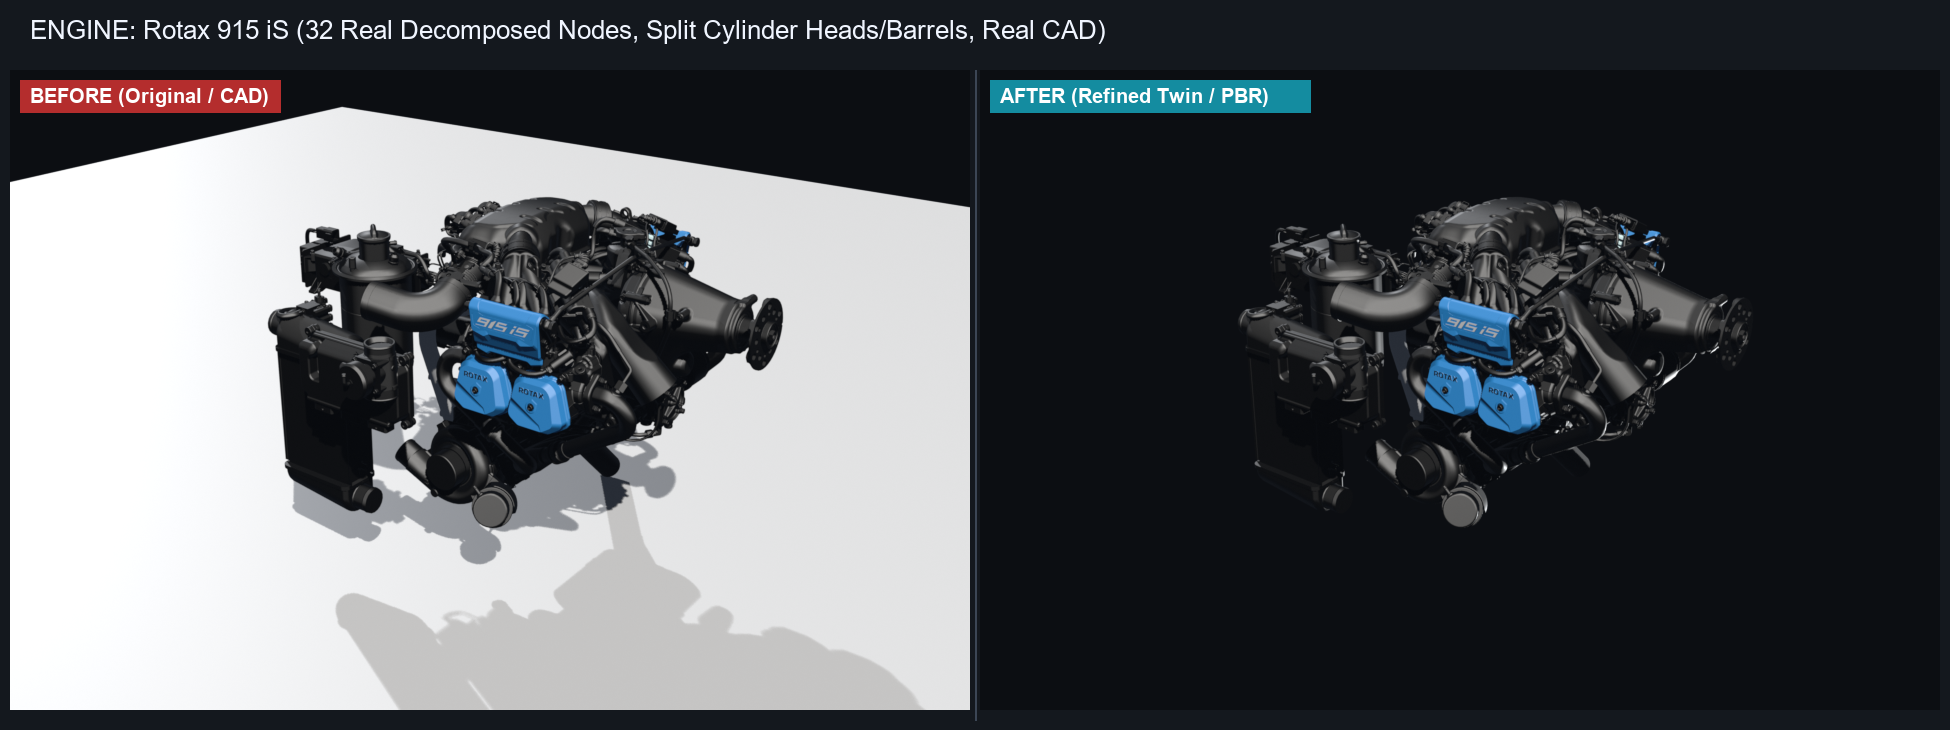 ENGINE: Rotax 915 iS (32 Real Decomposed Nodes, Split Cylinder Heads/Barrels, Real CAD)
BEFORE (Original / CAD)
AFTER (Refined Twin / PBR)
915 iS
ROTAX
ROTAX
915 iS
ROTAX
ROTAX